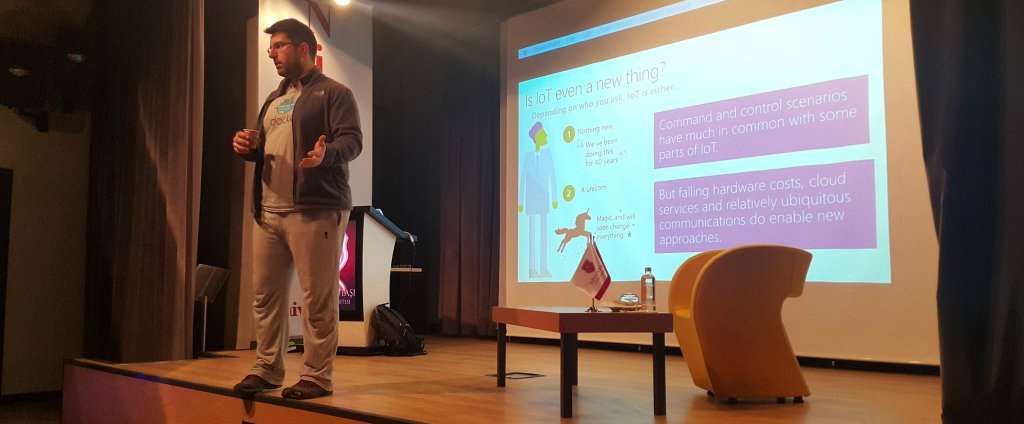 Is IoT even a new thing?
Depending on who you ask, IoT is either
1
Nothing new
We've been
doing this
for 40 years
2
A unicorn
Magic, and will
soon change
everything.
Command and control scenarios
have much in common with some
parts of IoT.
But falling hardware costs, cloud
services and relatively ubiquitous
communications do enable new
approaches.